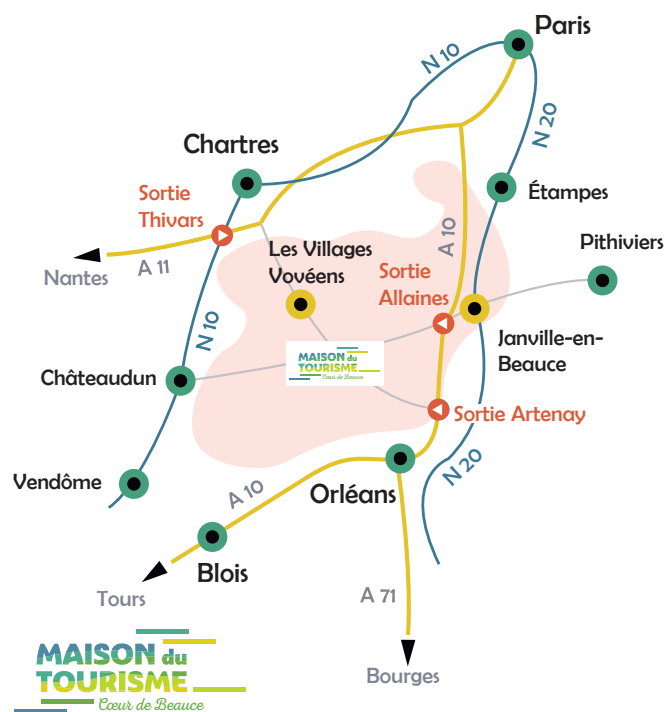 Paris
N 10
N 20
Chartres
Étampes
Sortie
Thivars
A 10
Pithiviers
Les Villages
Vovéens
Nantes
A 11
Sortie
Allaines
N 10
Janville-en-
Beauce
MAISON du
TOURISME
Cœur de Beauce
Châteaudun
Sortie Artenay
Vendôme
N 20
A 10
Orléans
Blois
Tours
A 71
Bourges
MAISON du
TOURISME
Cœur de Beauce